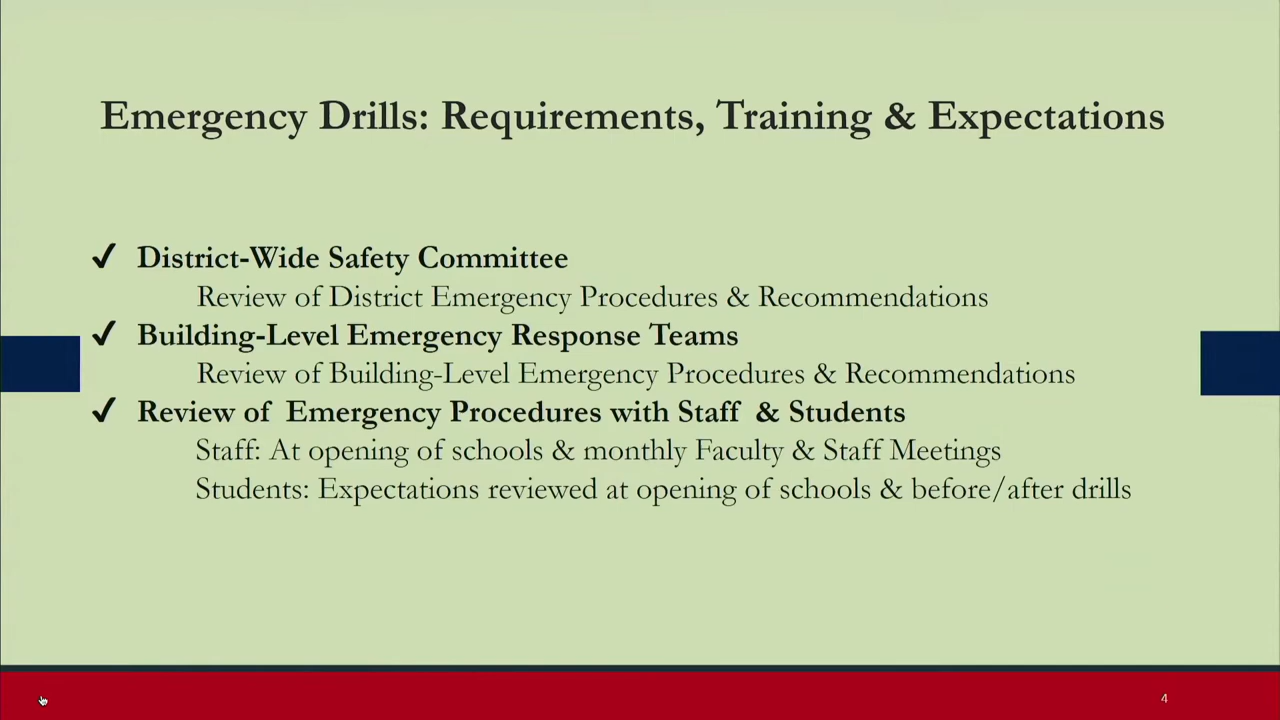 Emergency Drills: Requirements, Training & Expectations
✓ District-Wide Safety Committee
Review of District Emergency Procedures & Recommendations
✓ Building-Level Emergency Response Teams
Review of Building-Level Emergency Procedures & Recommendations
✓ Review of Emergency Procedures with Staff & Students
Staff: At opening of schools & monthly Faculty & Staff Meetings
Students: Expectations reviewed at opening of schools & before/after drills
4